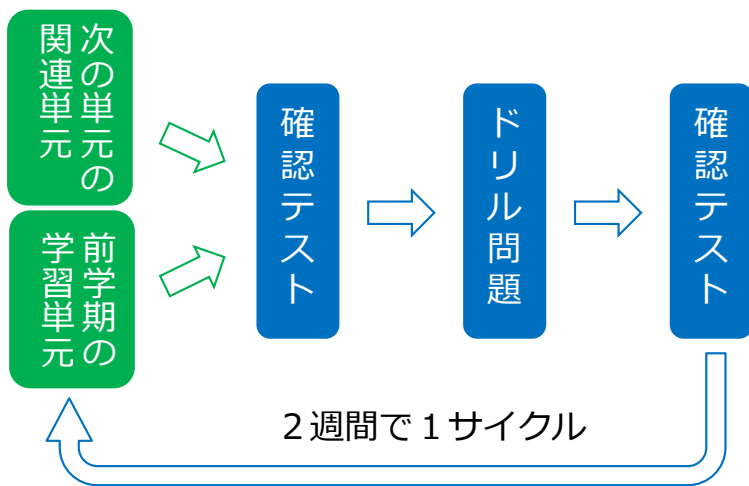 次の単元の
関連単元
前学期の
学習単元
確認テスト
ドリル問題
確認テスト
２週間で１サイクル